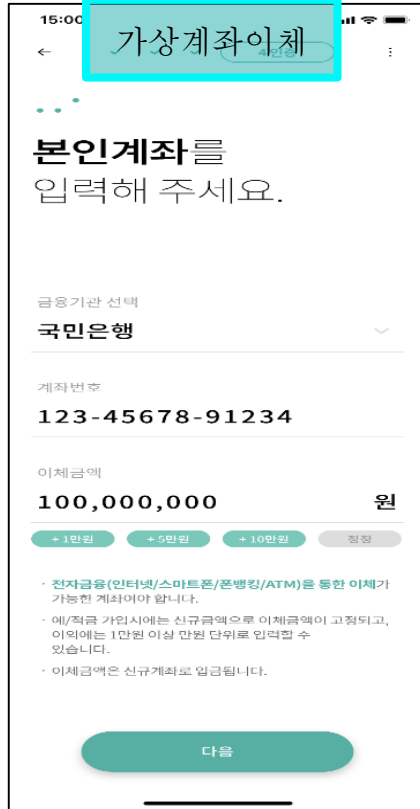 15:00
가상계좌이체
4인증
본인계좌를
입력해 주세요.
금융기관 선택
국민은행
계좌번호
123-45678-91234
이체금액
100,000,000 원
+ 1만원 + 5만원 + 10만원 정정
· 전자금융(인터넷/스마트폰/폰뱅킹/ATM)을 통한 이체가
가능한 계좌여야 합니다.
· 예/적금 가입시에는 신규금액으로 이체금액이 고정되고,
이외에는 1만원 이상 만원 단위로 입력할 수
있습니다.
· 이체금액은 신규계좌로 입금됩니다.
다음